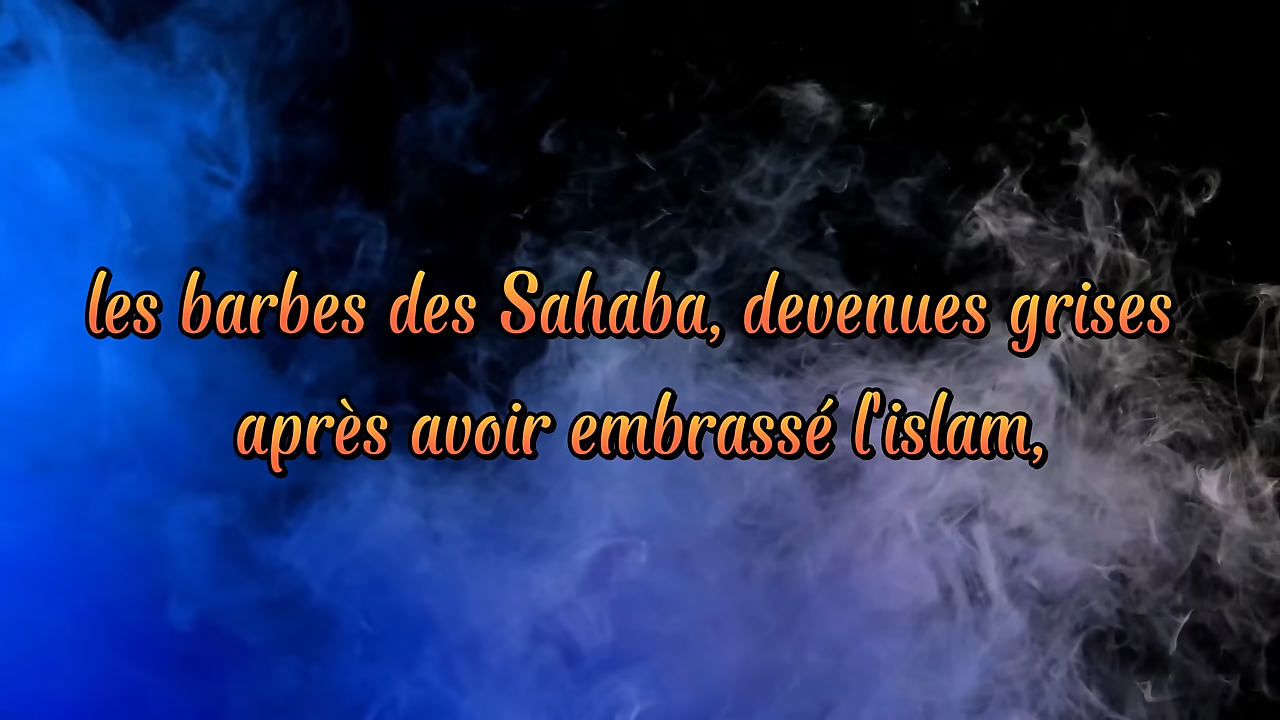 les barbes des Sahaba, devenues grises
après avoir embrassé l'islam,